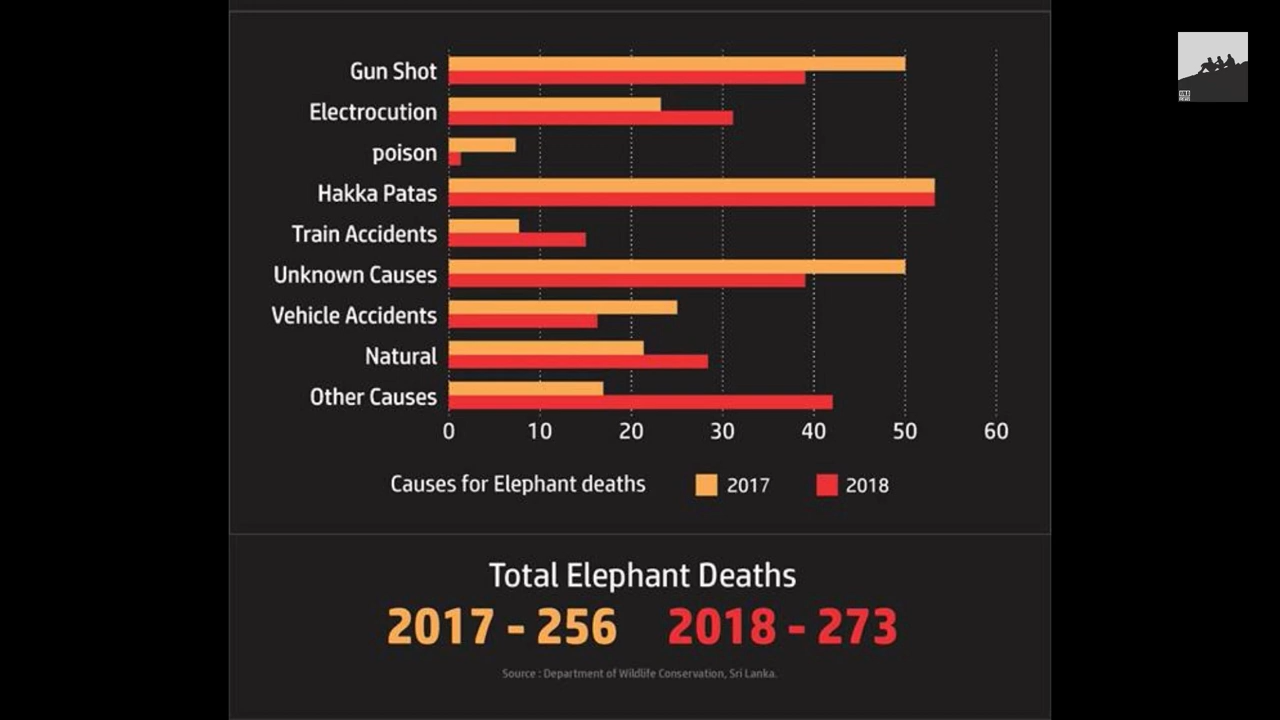 Gun Shot
Electrocution
poison
Hakka Patas
Train Accidents
Unknown Causes
Vehicle Accidents
Natural
Other Causes
0 10 20 30 40 50 60
Causes for Elephant deaths 2017 2018
Total Elephant Deaths
2017 - 256 2018 - 273
Source : Department of Wildlife Conservation, Sri Lanka.